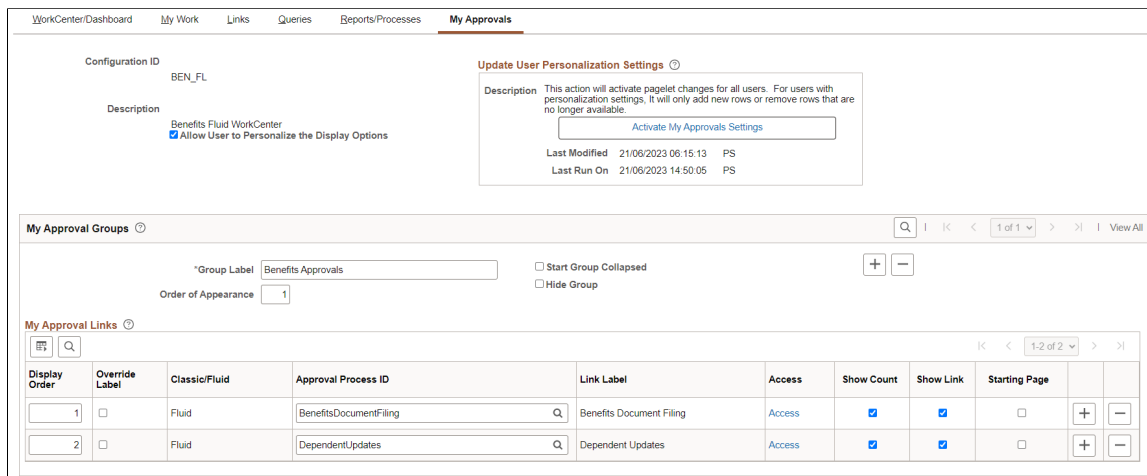 WorkCenter/Dashboard My Work Links Queries Reports/Processes My Approvals
Configuration ID
BEN_FL
Description
Benefits Fluid WorkCenter
Allow User to Personalize the Display Options
Update User Personalization Settings
Description This action will activate pagelet changes for all users. For users with
personalization settings, It will only add new rows or remove rows that are
no longer available.
Activate My Approvals Settings
Last Modified 21/06/2023 06:15:13 PS
Last Run On 21/06/2023 14:50:05 PS
My Approval Groups 1 of 1 View All
*Group Label Benefits Approvals
Order of Appearance 1
Start Group Collapsed
Hide Group
My Approval Links
1-2 of 2
Display Order Override Label Classic/Fluid Approval Process ID Link Label Access Show Count Show Link Starting Page
1 Fluid BenefitsDocumentFiling Benefits Document Filing Access
2 Fluid DependentUpdates Dependent Updates Access